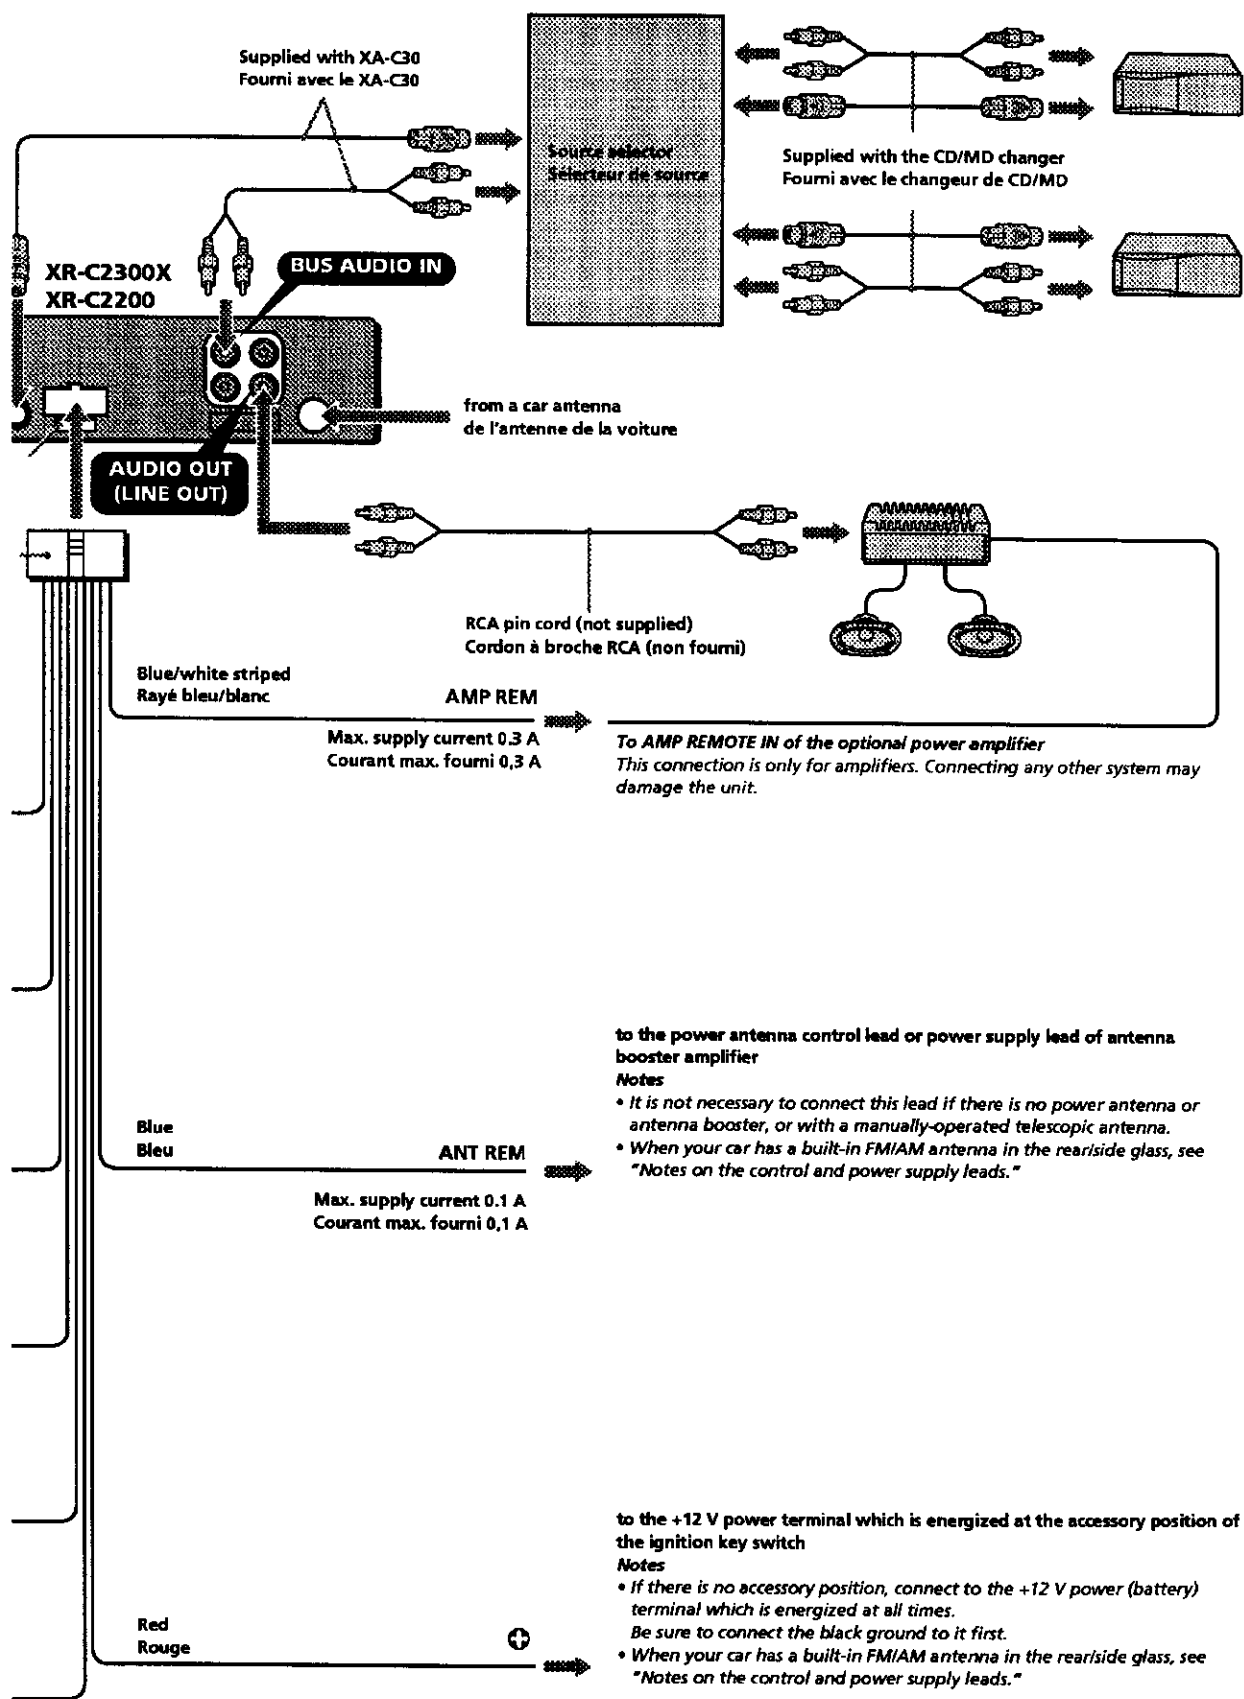 Supplied with XA-C30
Fourni avec le XA-C30
Source selector
Sélecteur de source
Supplied with the CD/MD changer
Fourni avec le changeur de CD/MD
XR-C2300X
XR-C2200
BUS AUDIO IN
from a car antenna
de l'antenne de la voiture
AUDIO OUT
(LINE OUT)
RCA pin cord (not supplied)
Cordon à broche RCA (non fourni)
Blue/white striped
Rayé bleu/blanc
AMP REM
Max. supply current 0.3 A
Courant max. fourni 0,3 A
To AMP REMOTE IN of the optional power amplifier
This connection is only for amplifiers. Connecting any other system may
damage the unit.
to the power antenna control lead or power supply lead of antenna
booster amplifier
Notes
• It is not necessary to connect this lead if there is no power antenna or
antenna booster, or with a manually-operated telescopic antenna.
• When your car has a built-in FM/AM antenna in the rear/side glass, see
"Notes on the control and power supply leads."
Blue
Bleu
ANT REM
Max. supply current 0.1 A
Courant max. fourni 0,1 A
to the +12 V power terminal which is energized at the accessory position of
the ignition key switch
Notes
• If there is no accessory position, connect to the +12 V power (battery)
terminal which is energized at all times.
Be sure to connect the black ground to it first.
• When your car has a built-in FM/AM antenna in the rear/side glass, see
"Notes on the control and power supply leads."
Red
Rouge